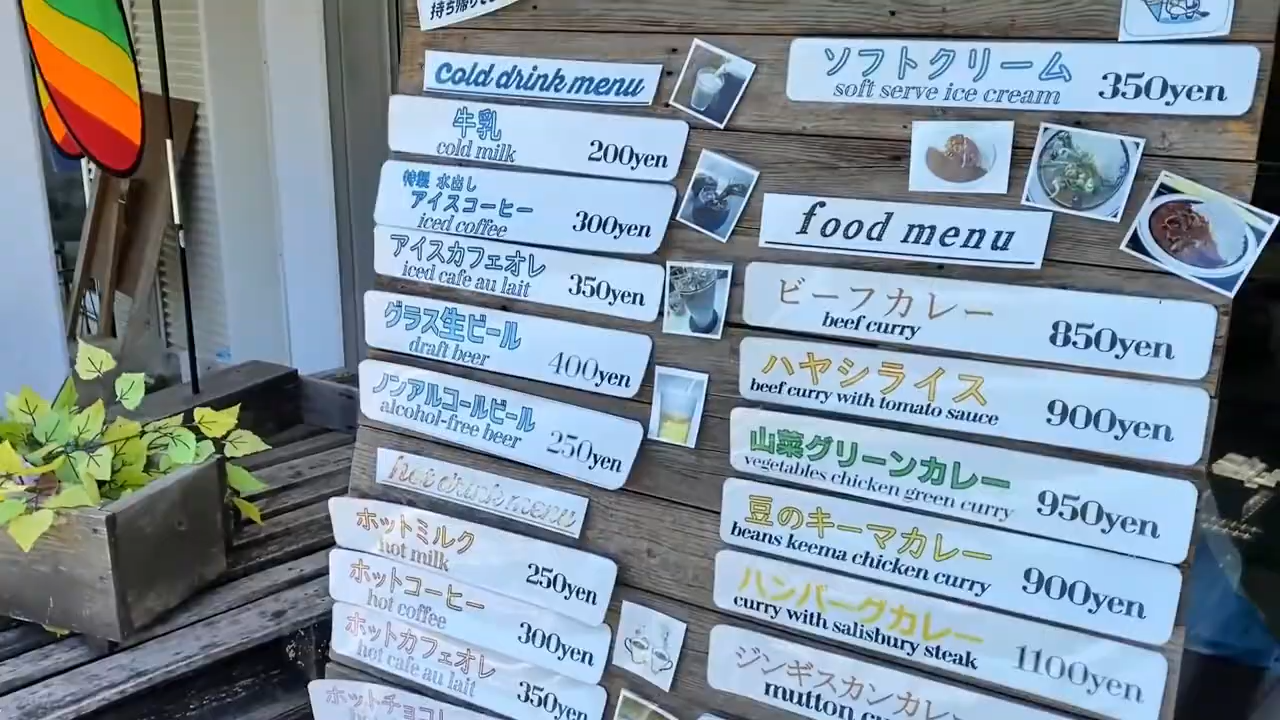 cold drink menu
牛乳
cold milk
200yen
特製 水出し
アイスコーヒー
iced coffee
300yen
アイスカフェオレ
iced cafe au lait
350yen
グラス生ビール
draft beer
400yen
ノンアルコールビール
alcohol-free beer
250yen
hot drink menu
ホットミルク
hot milk
250yen
ホットコーヒー
hot coffee
300yen
ホットカフェオレ
hot cafe au lait
350yen
ホットチョコレ
ソフトクリーム
soft serve ice cream
350yen
food menu
ビーフカレー
beef curry
850yen
ハヤシライス
beef curry with tomato sauce
900yen
山菜グリーンカレー
vegetables chicken green curry
950yen
豆のキーマカレー
beans keema chicken curry
900yen
ハンバーグカレー
curry with salisbury steak
1100yen
ジンギスカンカレー
mutton